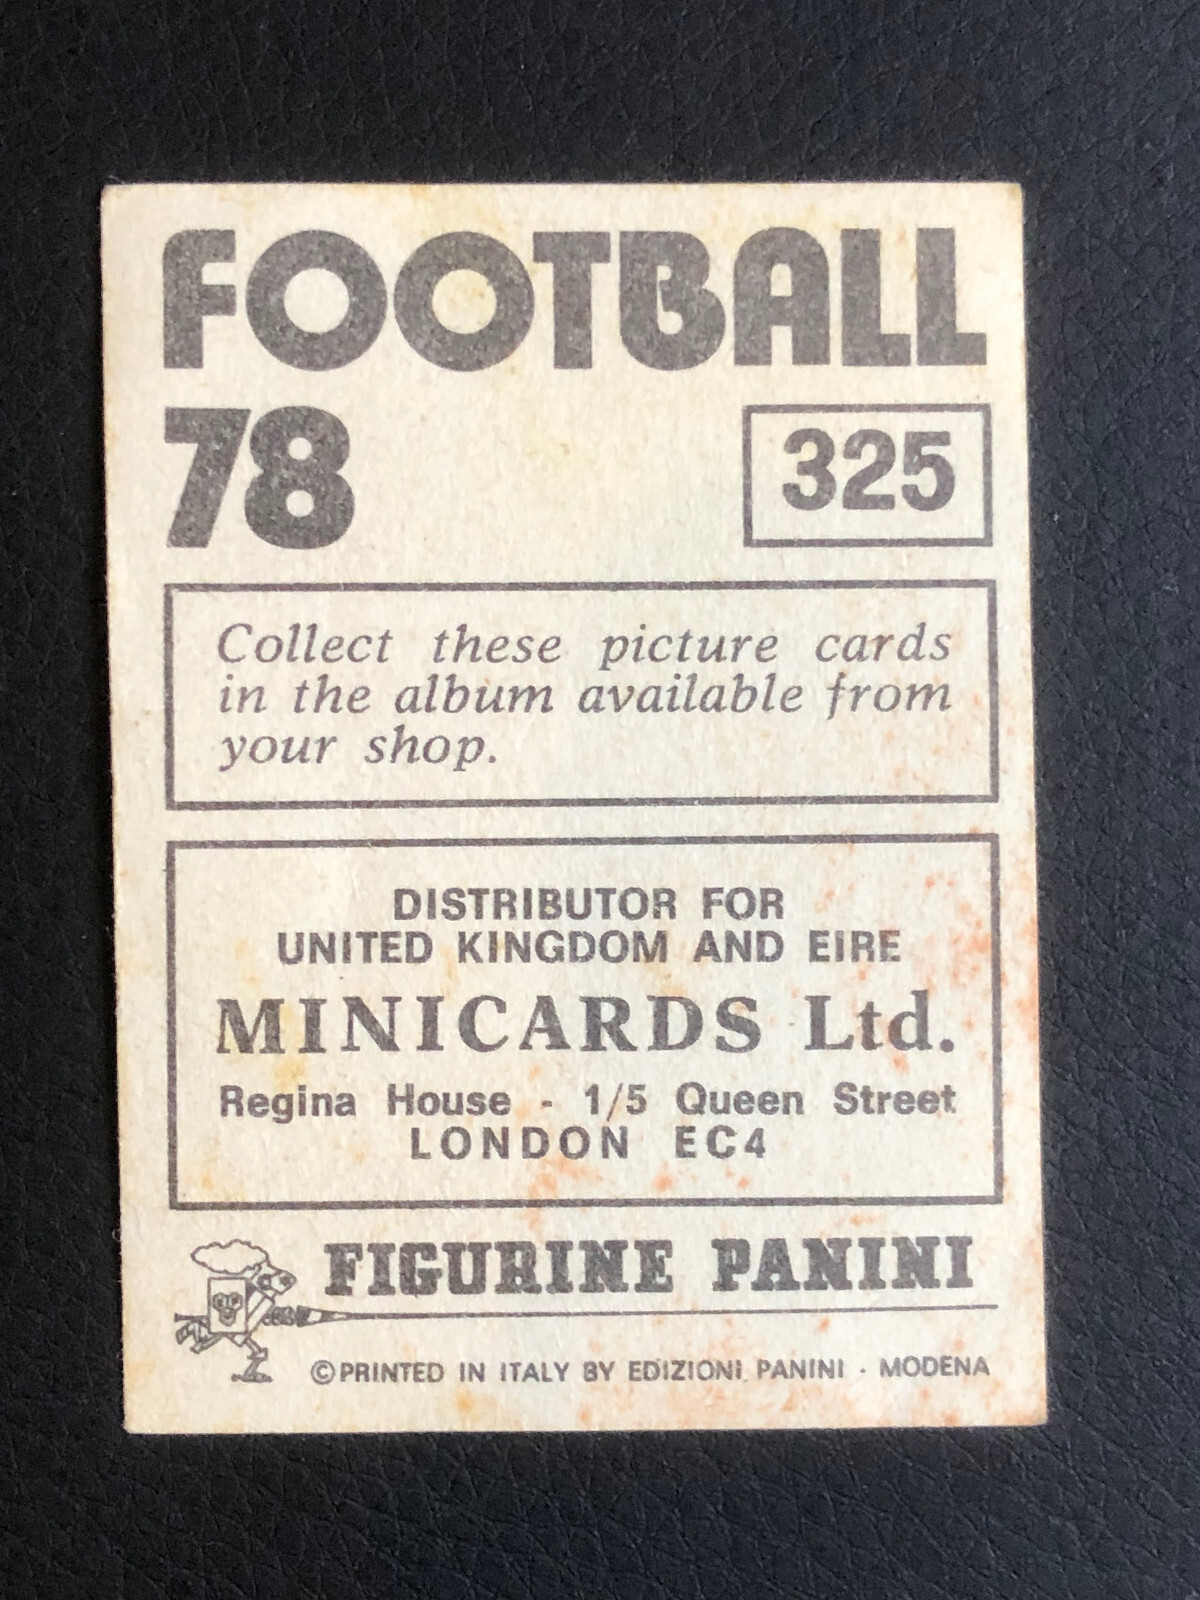 FOOTBALL
78
325
Collect these picture cards
in the album available from
your shop.
DISTRIBUTOR FOR
UNITED KINGDOM AND EIRE
MINICARDS Ltd.
Regina House - 1/5 Queen Street
LONDON EC4
FIGURINE PANINI
©PRINTED IN ITALY BY EDIZIONI PANINI - MODENA